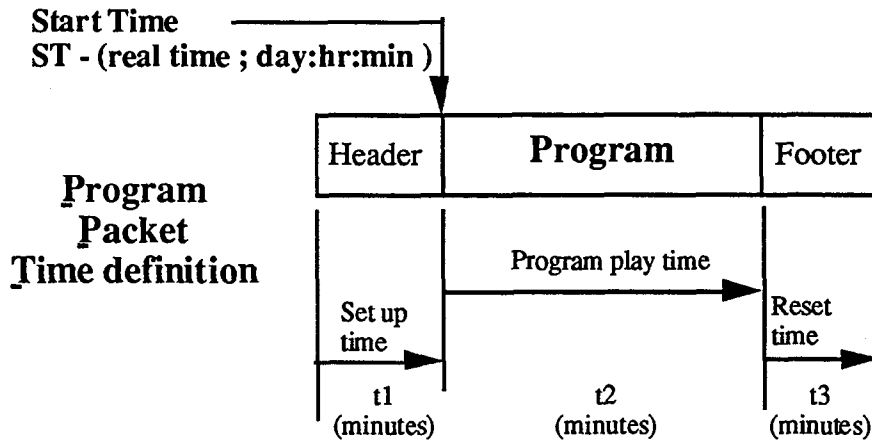 Start Time
ST - (real time ; day:hr:min )
Header
Program
Footer
Program
Packet
Time definition
Program play time
Set up
time
Reset
time
t1
(minutes)
t2
(minutes)
t3
(minutes)